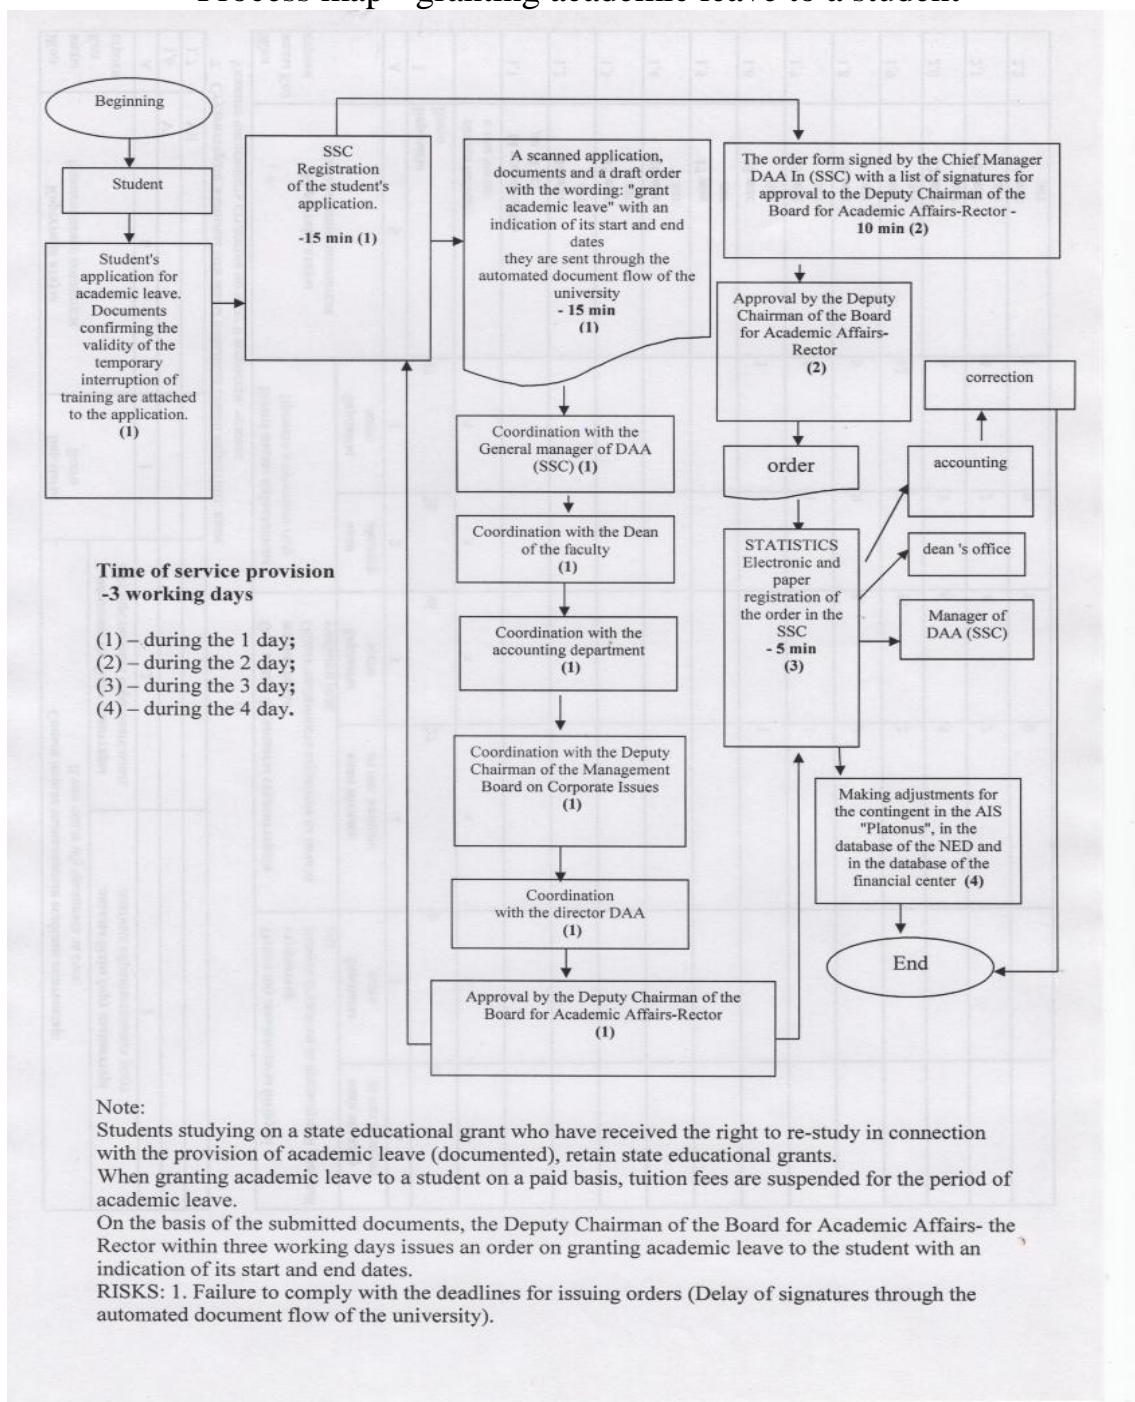 Process map - granting academic leave to a student
Beginning
Student
Student's
application for
academic leave.
Documents
confirming the
validity of the
temporary
interruption of
training are attached
to the application.
(1)
SSC
Registration
of the student's
application.
-15 min (1)
A scanned application,
documents and a draft order
with the wording: "grant
academic leave" with an
indication of its start and end
dates
they are sent through the
automated document flow of the
university
- 15 min
(1)
Coordination with the
General manager of DAA
(SSC) (1)
Coordination with the Dean
of the faculty
(1)
Coordination with the
accounting department
(1)
Coordination with the Deputy
Chairman of the Management
Board on Corporate Issues
(1)
Coordination
with the director DAA
(1)
Approval by the Deputy Chairman of the
Board for Academic Affairs-Rector
(1)
The order form signed by the Chief Manager
DAA In (SSC) with a list of signatures for
approval to the Deputy Chairman of the
Board for Academic Affairs-Rector -
10 min (2)
Approval by the Deputy
Chairman of the Board
for Academic Affairs-
Rector
(2)
order
STATISTICS
Electronic and
paper
registration of
the order in the
SSC
- 5 min
(3)
correction
accounting
dean 's office
Manager of
DAA (SSC)
Making adjustments for
the contingent in the AIS
"Platonus", in the
database of the NED and
in the database of the
financial center (4)
End
Time of service provision
-3 working days
(1) – during the 1 day;
(2) – during the 2 day;
(3) – during the 3 day;
(4) – during the 4 day.
Note:
Students studying on a state educational grant who have received the right to re-study in connection
with the provision of academic leave (documented), retain state educational grants.
When granting academic leave to a student on a paid basis, tuition fees are suspended for the period of
academic leave.
On the basis of the submitted documents, the Deputy Chairman of the Board for Academic Affairs- the
Rector within three working days issues an order on granting academic leave to the student with an
indication of its start and end dates.
RISKS: 1. Failure to comply with the deadlines for issuing orders (Delay of signatures through the
automated document flow of the university).